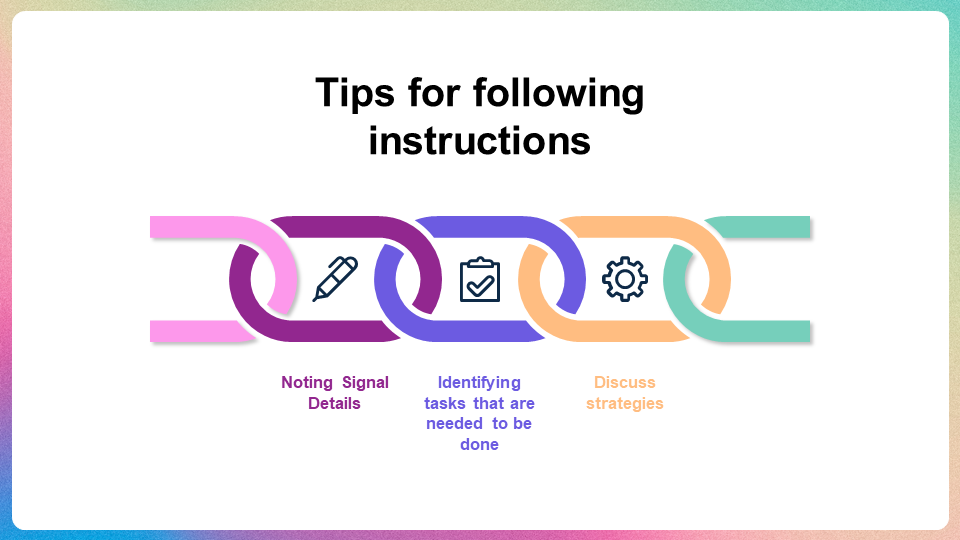 Tips for following
instructions
Noting Signal
Details
Identifying
tasks that are
needed to be
done
Discuss
strategies